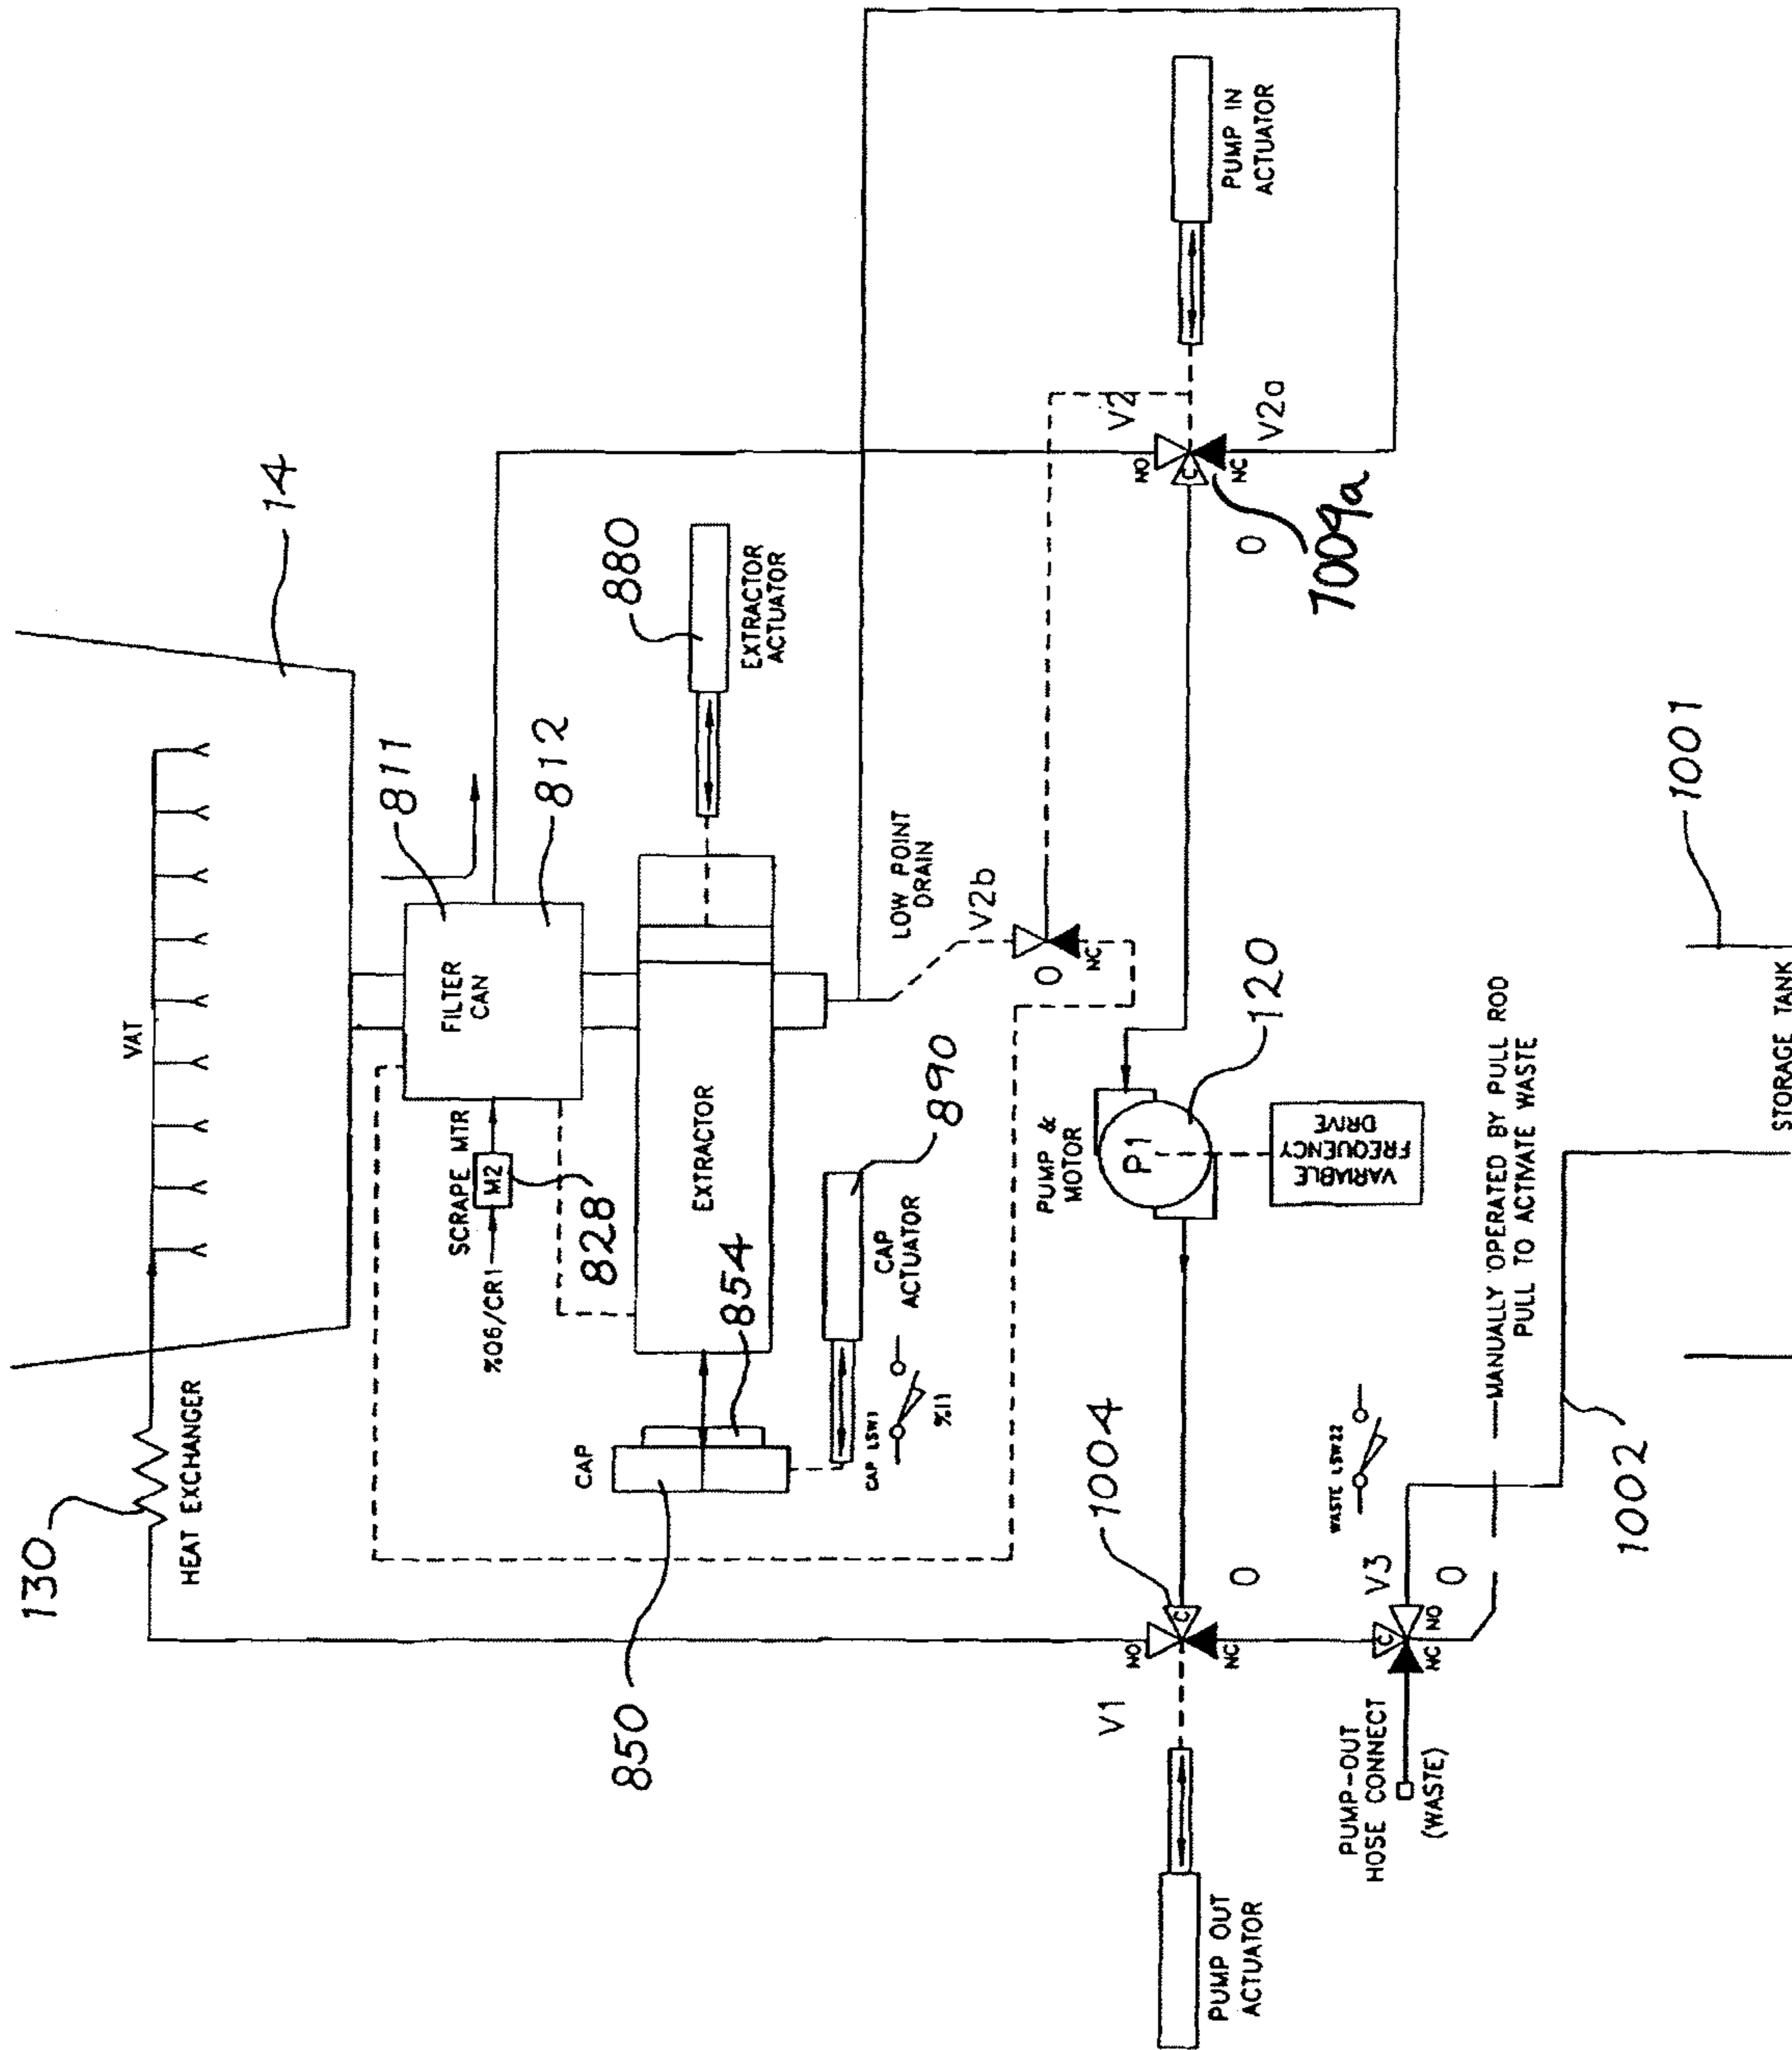 130
HEAT EXCHANGER
VAT
14
811
812
FILTER
CAN
SCRAPE MTR
M2
%Q6/CR1
828
EXTRACTOR
880
EXTRACTOR
ACTUATOR
CAP
850
854
890
CAP
ACTUATOR
CAP LSW1
%I1
LOW POINT
DRAIN
V2b
O
NC
V2
NO
C
NC
V2a
O
1009a
PUMP IN
ACTUATOR
PUMP &
MOTOR
P1
120
VARIABLE
FREQUENCY
DRIVE
1004
V1
NO
C
NC
O
PUMP OUT
ACTUATOR
V3
C
NO
NC
O
WASTE LSW22
PUMP-OUT
HOSE CONNECT
(WASTE)
MANUALLY OPERATED BY PULL ROD
PULL TO ACTIVATE WASTE
1002
1001
STORAGE TANK